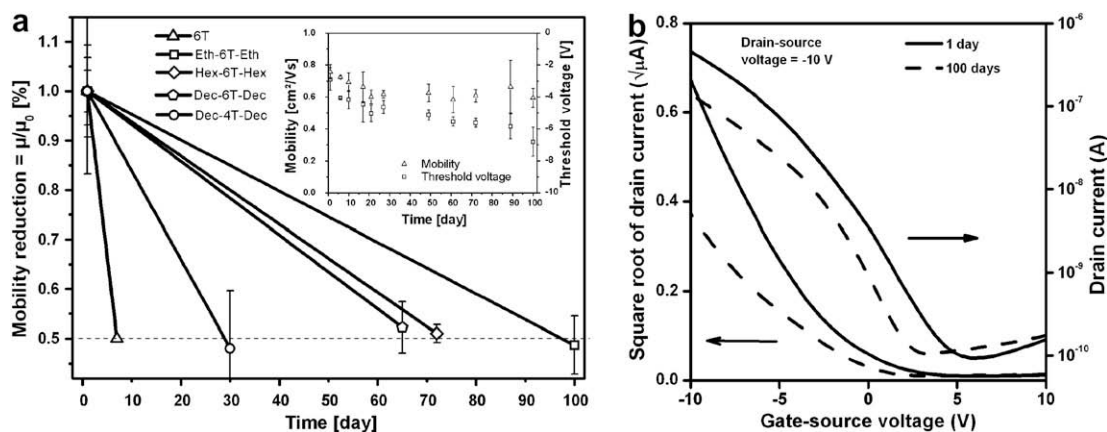 a
1.1
1.0
0.9
0.8
0.7
0.6
0.5
0 10 20 30 40 50 60 70 80 90 100
Mobility reduction = μ/μ₀ [%]
Time [day]
6T
Eth-6T-Eth
Hex-6T-Hex
Dec-6T-Dec
Dec-4T-Dec
1.0
0.8
0.6
0.4
0.2
0.0
0 10 20 30 40 50 60 70 80 90 100
0
-2
-4
-6
-8
-10
Mobility [cm²/Vs]
Threshold voltage [V]
Mobility
Threshold voltage
Time [day]
b
Drain-source
voltage = -10 V
1 day
100 days
0.8
0.6
0.4
0.2
0.0
-10 -5 0 5 10
10⁻⁶
10⁻⁷
10⁻⁸
10⁻⁹
10⁻¹⁰
Square root of drain current (√μA)
Drain current (A)
Gate-source voltage (V)